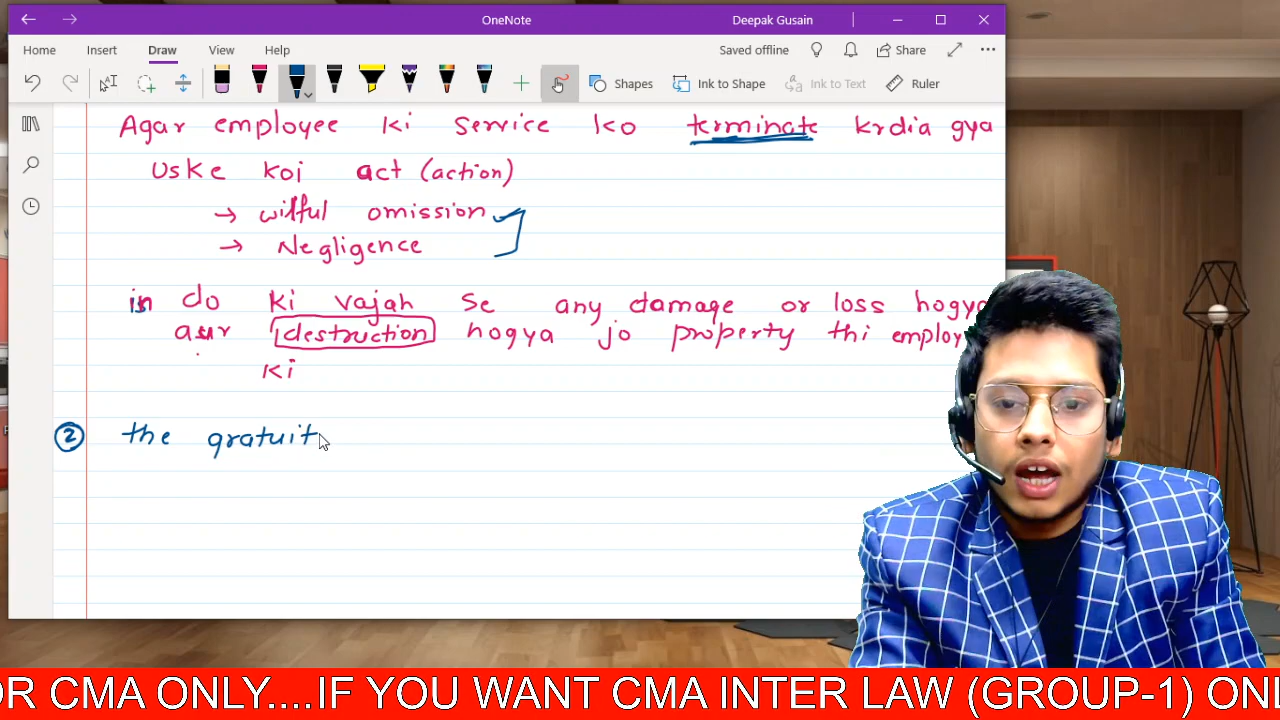 OneNote
Deepak Gusain
Home Insert Draw View Help
Saved offline
Share
Shapes
Ink to Shape
Ink to Text
Ruler
Agar employee ki service ko terminate krdia gya
Uske koi act (action)
→ wilful omission
→ Negligence
in do ki vajah se any damage or loss hogya
aur destruction hogya jo property thi employ
ki
2 the gratuit
OR CMA ONLY....IF YOU WANT CMA INTER LAW (GROUP-1) ONL